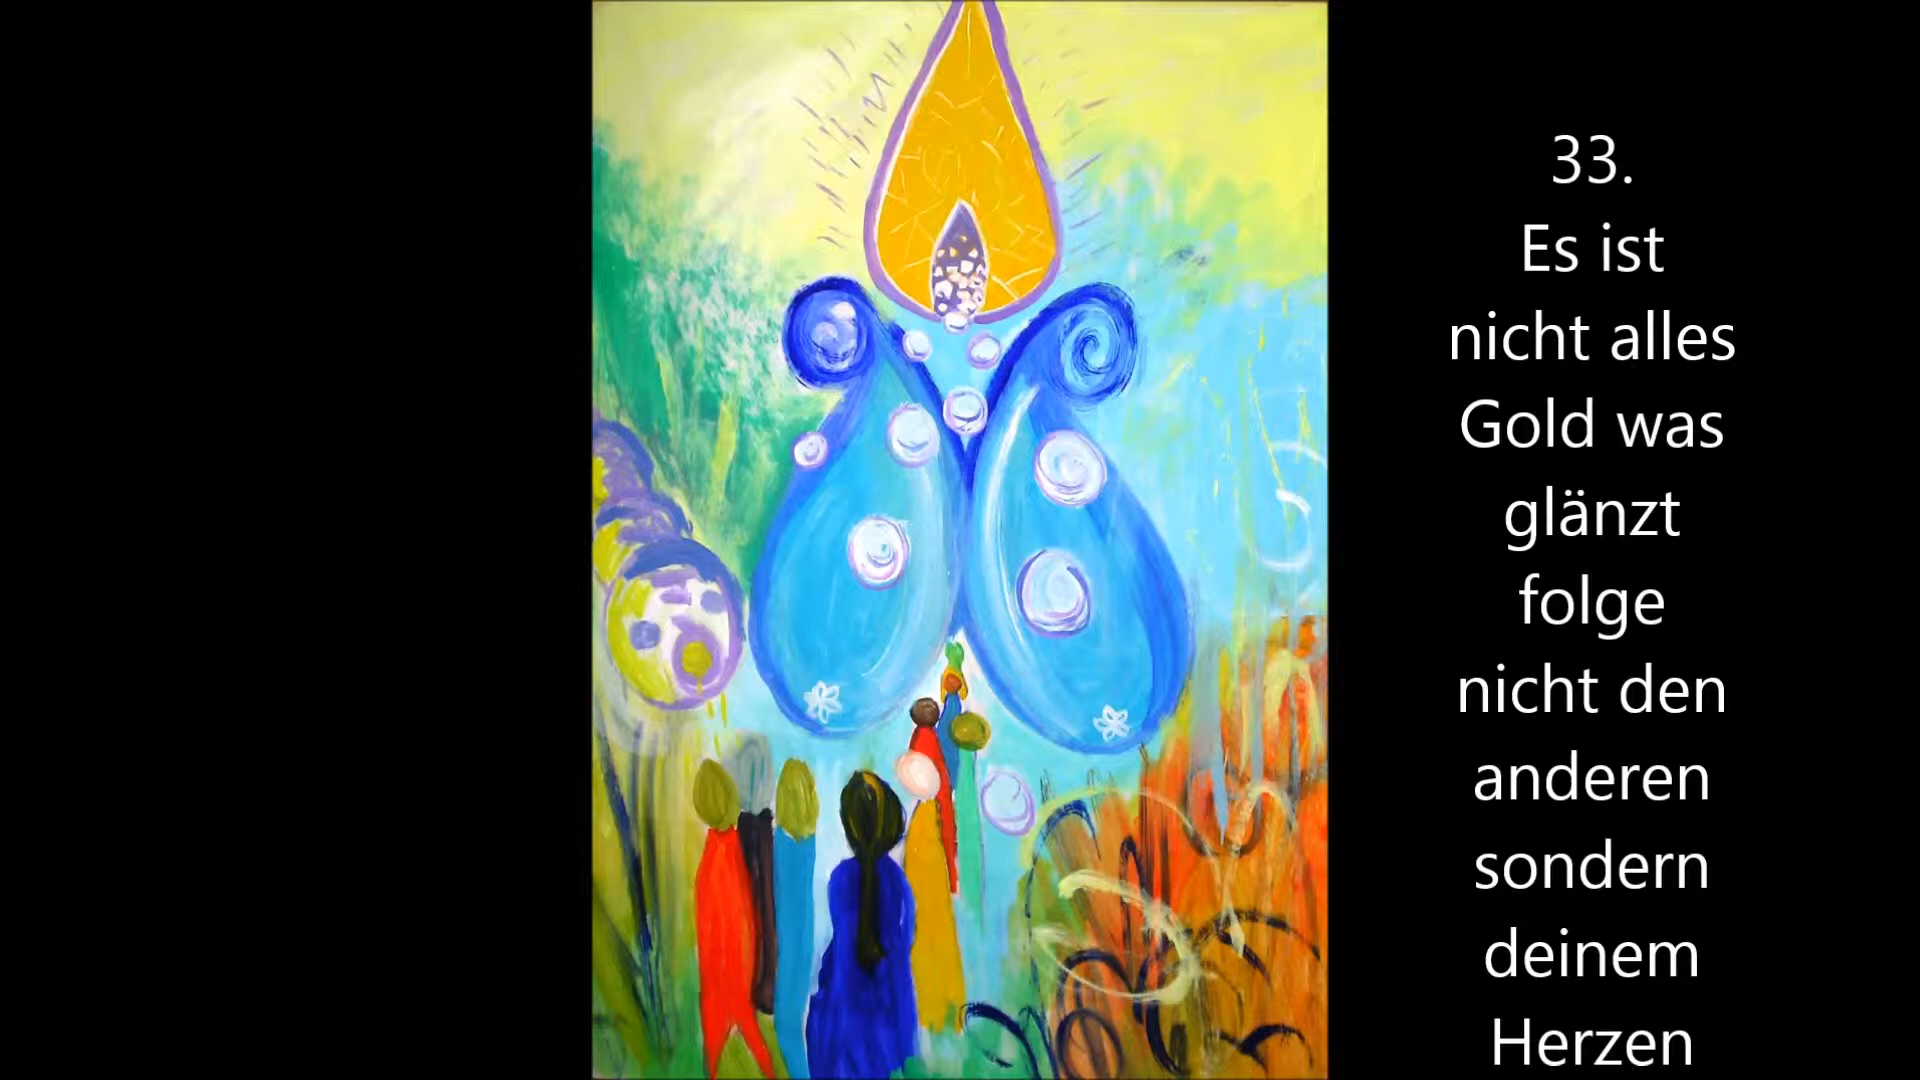 33.
Es ist
nicht alles
Gold was
glänzt
folge
nicht den
anderen
sondern
deinem
Herzen